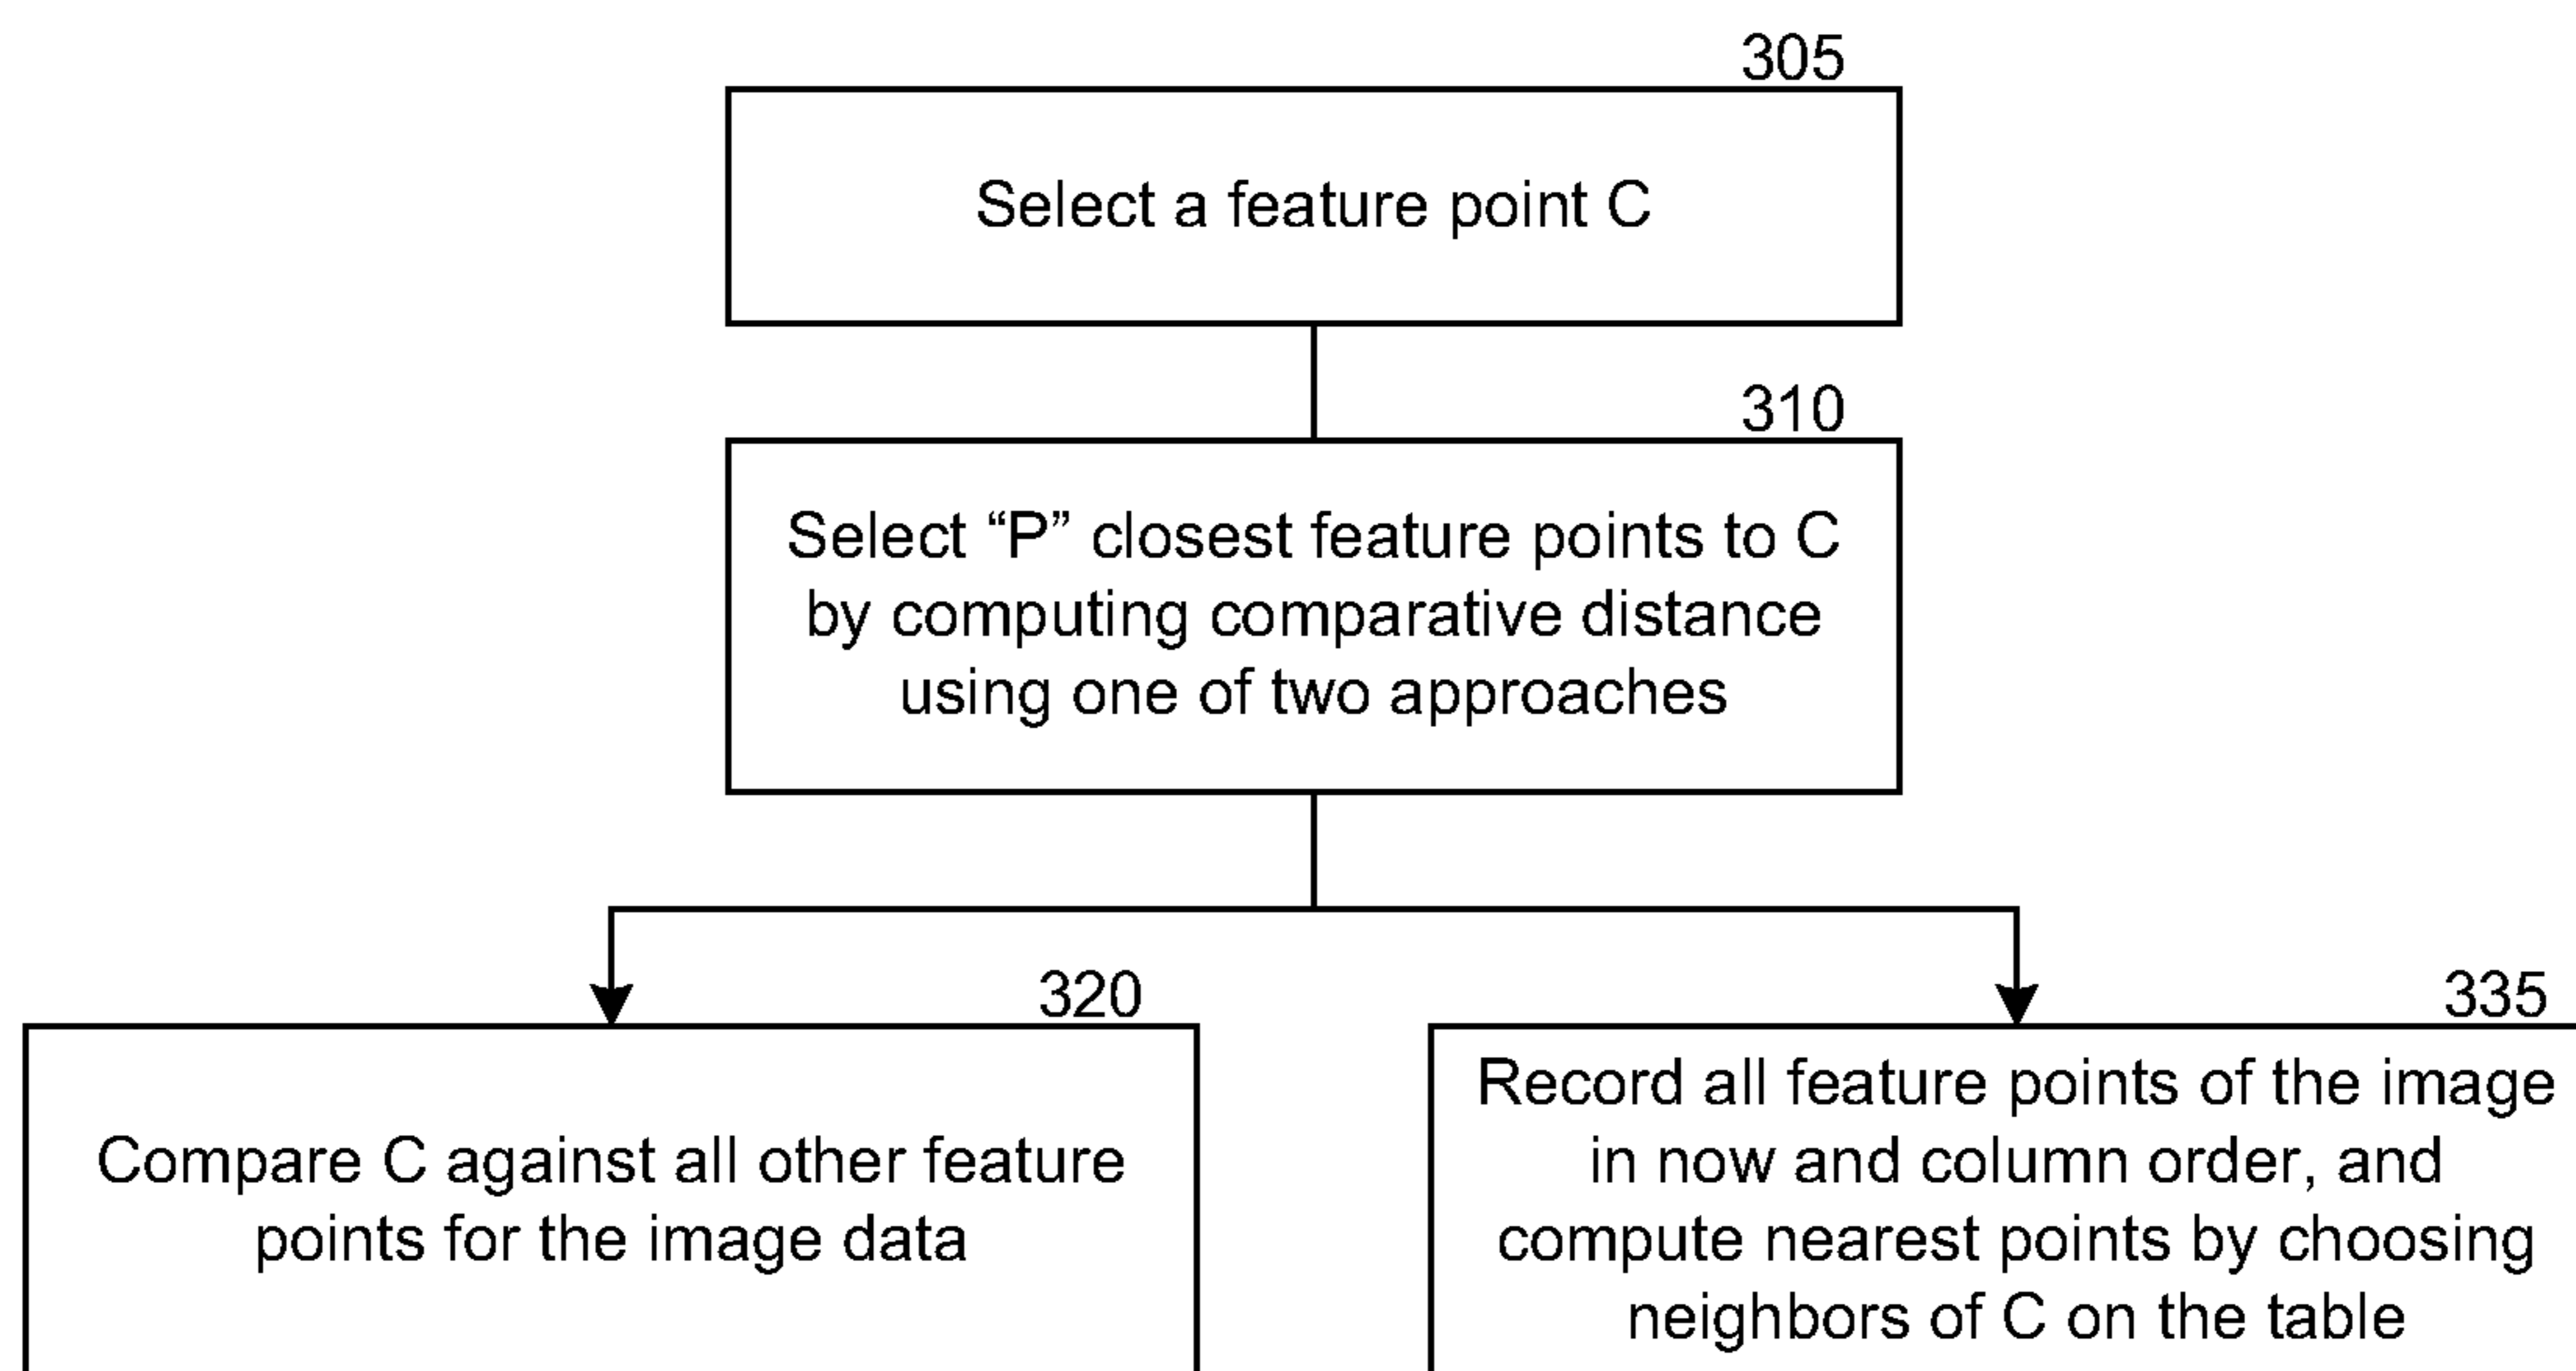 305
Select a feature point C
310
Select “P” closest feature points to C
by computing comparative distance
using one of two approaches
320
Compare C against all other feature
points for the image data
335
Record all feature points of the image
in now and column order, and
compute nearest points by choosing
neighbors of C on the table